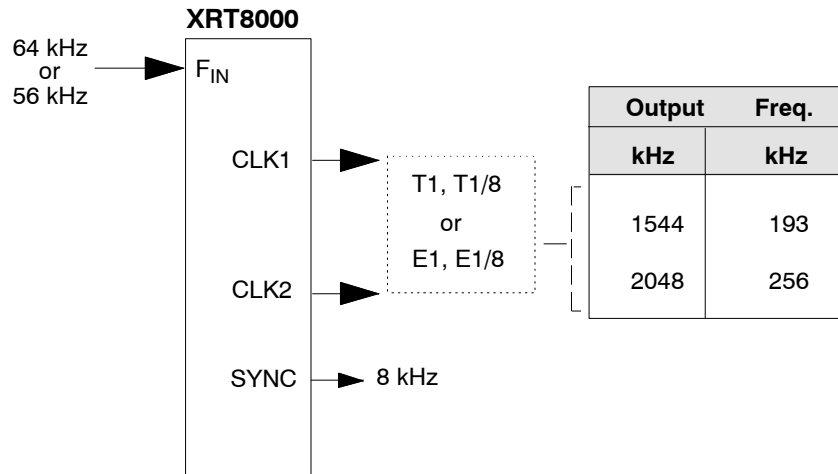 XRT8000
64 kHz
or
56 kHz
FIN
CLK1
CLK2
SYNC
8 kHz
T1, T1/8
or
E1, E1/8
Output Freq.
kHz kHz
1544 193
2048 256